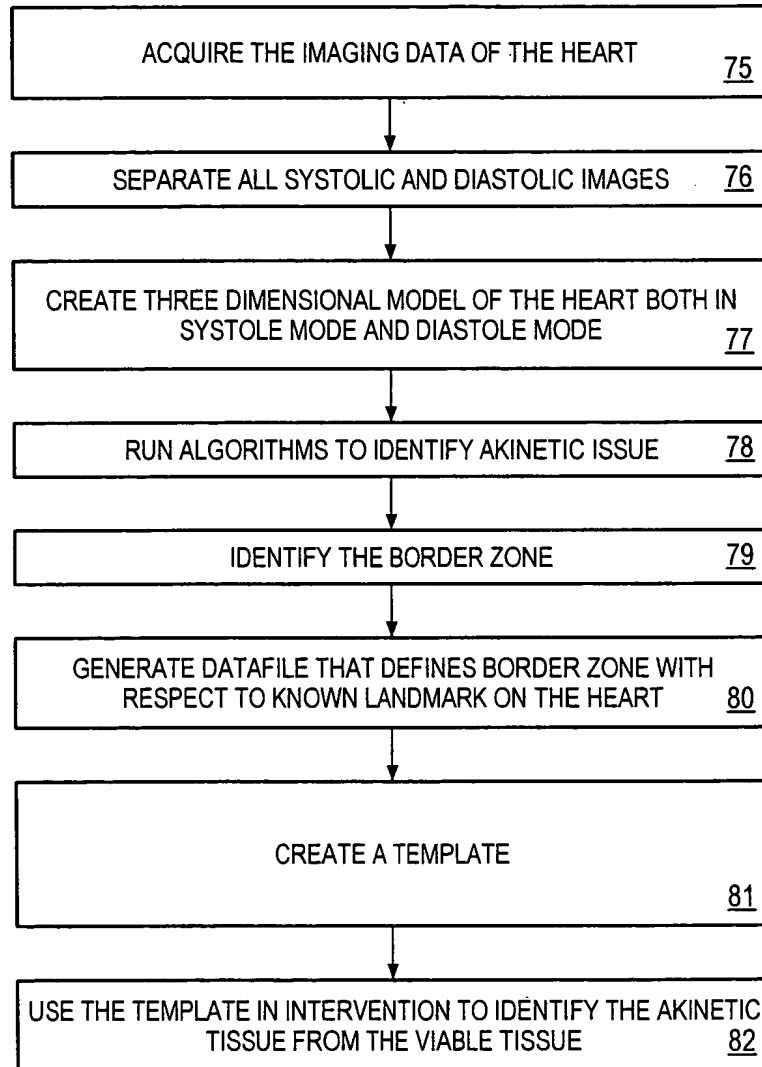 ACQUIRE THE IMAGING DATA OF THE HEART
75
SEPARATE ALL SYSTOLIC AND DIASTOLIC IMAGES
76
CREATE THREE DIMENSIONAL MODEL OF THE HEART BOTH IN
SYSTOLE MODE AND DIASTOLE MODE
77
RUN ALGORITHMS TO IDENTIFY AKINETIC ISSUE
78
IDENTIFY THE BORDER ZONE
79
GENERATE DATAFILE THAT DEFINES BORDER ZONE WITH
RESPECT TO KNOWN LANDMARK ON THE HEART
80
CREATE A TEMPLATE
81
USE THE TEMPLATE IN INTERVENTION TO IDENTIFY THE AKINETIC
TISSUE FROM THE VIABLE TISSUE
82